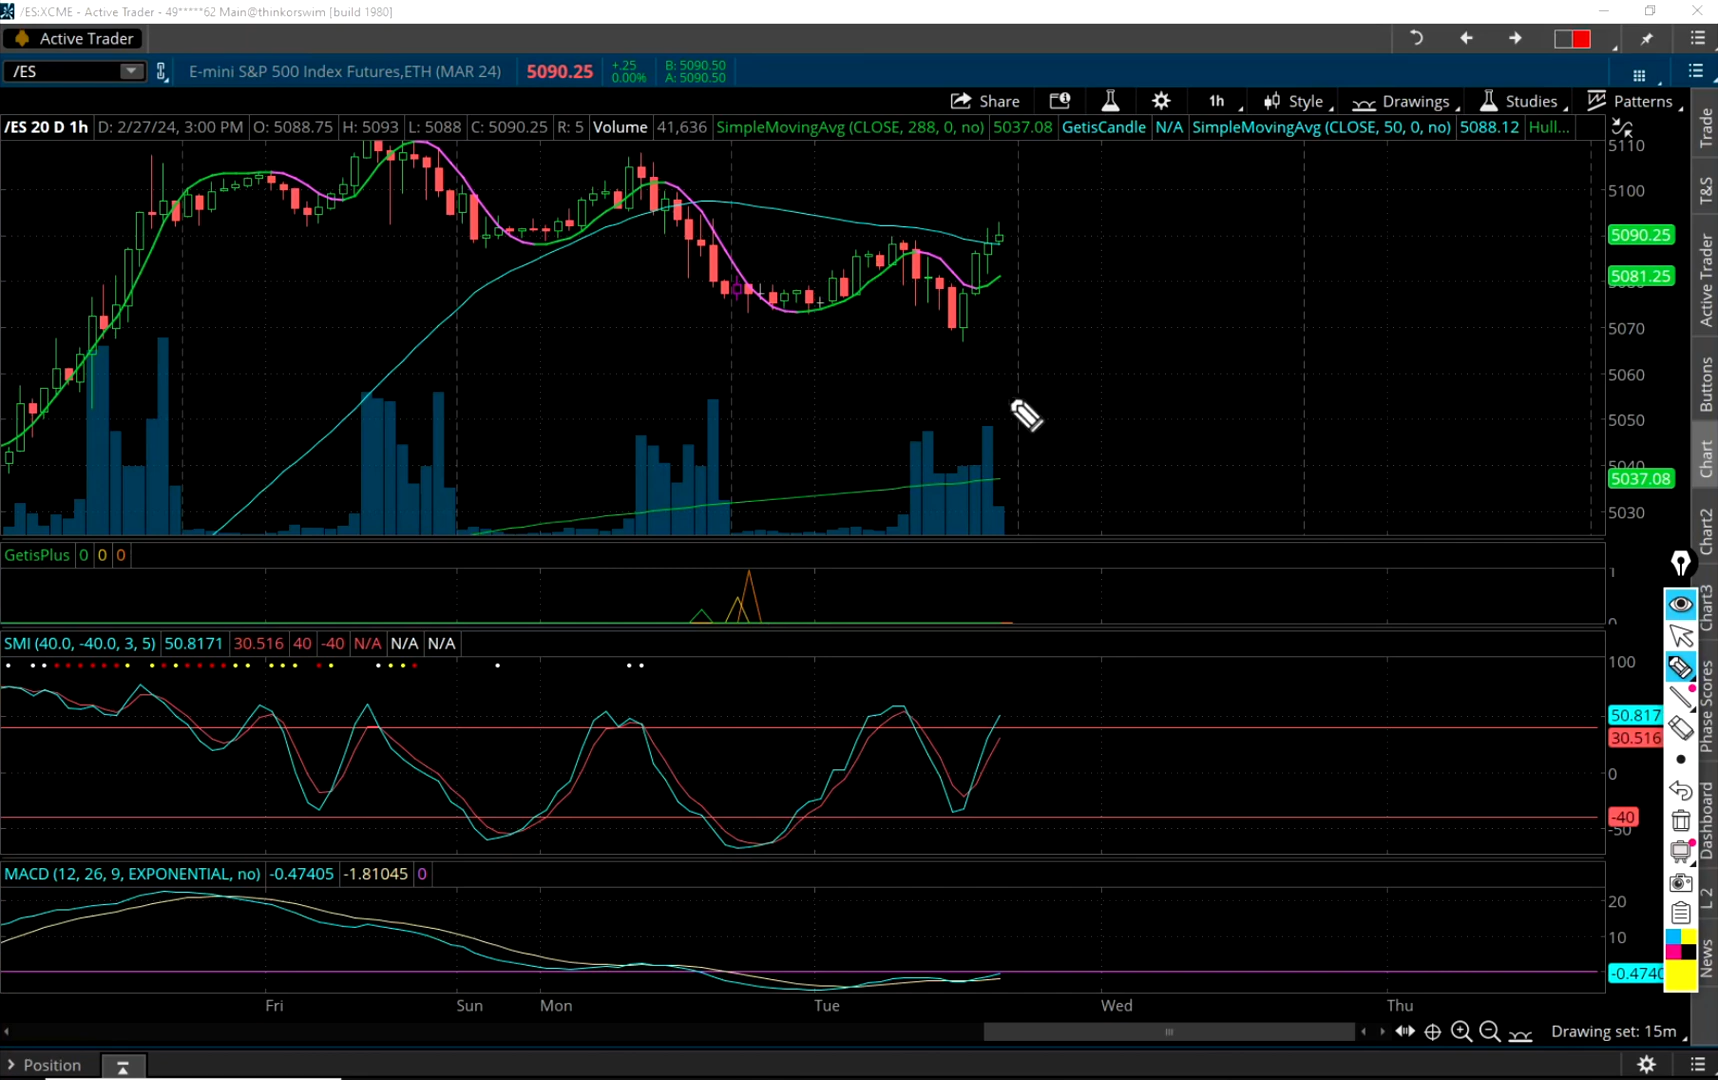 /ES:XCME - Active Trader - 49*****62 Main@thinkorswim [build 1980]
Active Trader
/ES E-mini S&P 500 Index Futures,ETH (MAR 24) 5090.25 +.25 0.00% B: 5090.50 A: 5090.50
Share 1h Style Drawings Studies Patterns
/ES 20 D 1h D: 2/27/24, 3:00 PM O: 5088.75 H: 5093 L: 5088 C: 5090.25 R: 5 Volume 41,636 SimpleMovingAvg (CLOSE, 288, 0, no) 5037.08 GetisCandle N/A SimpleMovingAvg (CLOSE, 50, 0, no) 5088.12 Hull...
5110
5100
5090.25
5081.25
5070
5060
5050
5040
5037.08
5030
GetisPlus 0 0 0
1
0
SMI (40.0, -40.0, 3, 5) 50.8171 30.516 40 -40 N/A N/A N/A
100
50.817
30.516
0
-40
-50
MACD (12, 26, 9, EXPONENTIAL, no) -0.47405 -1.81045 0
20
10
-0.4740
Fri Sun Mon Tue Wed Thu
Drawing set: 15m
Position
Trade
T&S
Active Trader
Buttons
Chart
Chart2
Chart3
Phase Scores
Dashboard
L 2
News